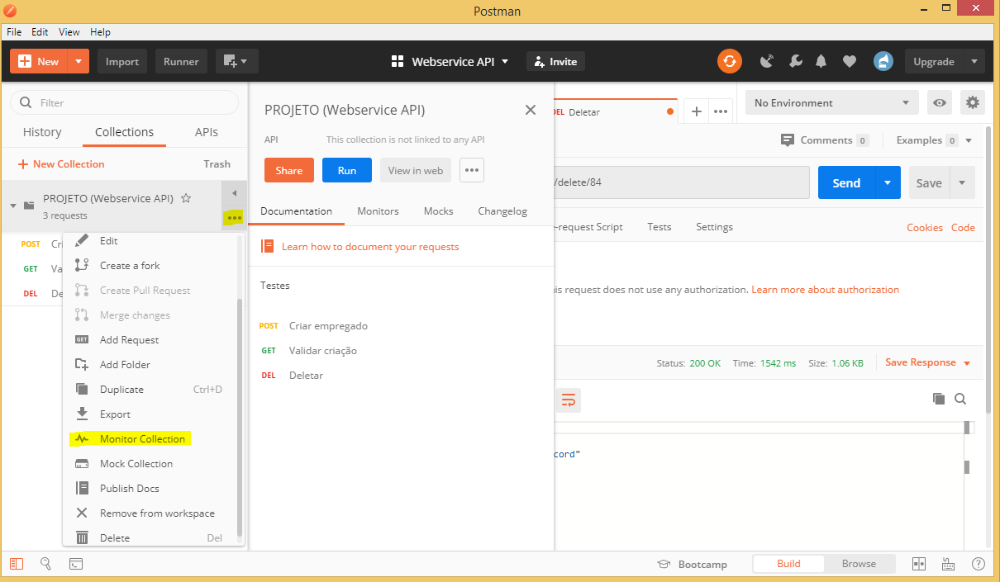 Postman
File Edit View Help
New Import Runner Webservice API Invite Upgrade
Filter
History Collections APIs
New Collection Trash
PROJETO (Webservice API)
3 requests
POST Cri
GET Va
DEL De
Edit
Create a fork
Create Pull Request
Merge changes
GET Add Request
Add Folder
Duplicate Ctrl+D
Export
Monitor Collection
Mock Collection
Publish Docs
Remove from workspace
Delete Del
PROJETO (Webservice API)
API This collection is not linked to any API
Share Run View in web
Documentation Monitors Mocks Changelog
Learn how to document your requests
Testes
POST Criar empregado
GET Validar criação
DEL Deletar
DEL Deletar
No Environment
Comments 0 Examples 0
/delete/84 Send Save
e-request Script Tests Settings Cookies Code
is request does not use any authorization. Learn more about authorization
Status: 200 OK Time: 1542 ms Size: 1.06 KB Save Response
cord"
Bootcamp Build Browse